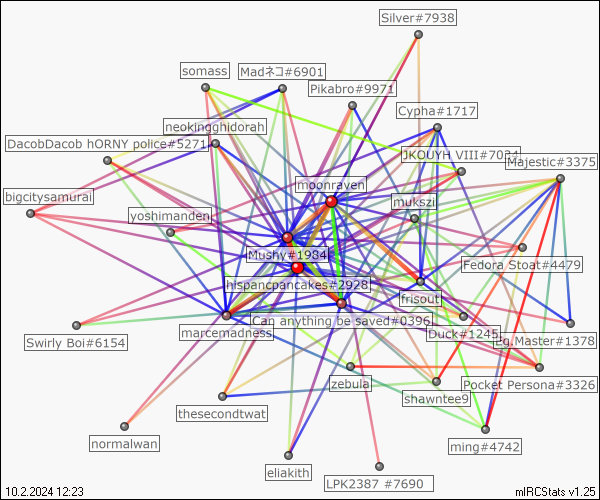 Silver#7938
somass
Madネコ#6901
Pikabro#9971
Cypha#1717
neokingghidorah
DacobDacob hORNY police#5271
JKOUYH VIII#7034
Majestic#3375
moonraven
bigcitysamurai
mukszi
yoshimanden
Mushy#1984
Fedora Stoat#4479
hispancpancakes#2928
frisout
Can anything be saved#0396
marcemadness
Duck#1245
Eg.Master#1378
Swirly Boi#6154
zebula
Pocket Persona#3326
shawntee9
thesecondtwat
normalwan
ming#4742
eliakith
LPK2387 #7690
10.2.2024 12:23
mIRCStats v1.25